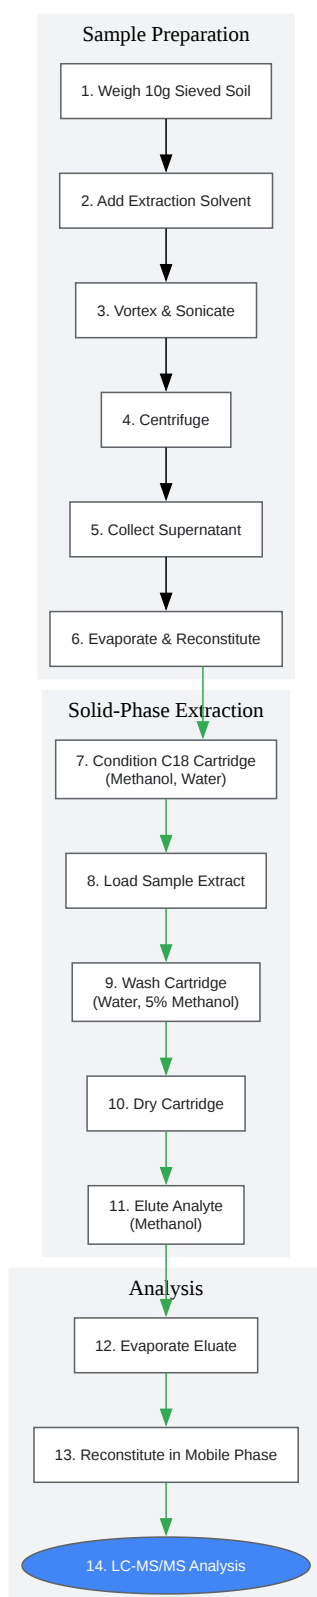 Sample Preparation
1. Weigh 10g Sieved Soil
2. Add Extraction Solvent
3. Vortex & Sonicate
4. Centrifuge
5. Collect Supernatant
6. Evaporate & Reconstitute
Solid-Phase Extraction
7. Condition C18 Cartridge
(Methanol, Water)
8. Load Sample Extract
9. Wash Cartridge
(Water, 5% Methanol)
10. Dry Cartridge
11. Elute Analyte
(Methanol)
Analysis
12. Evaporate Eluate
13. Reconstitute in Mobile Phase
14. LC-MS/MS Analysis